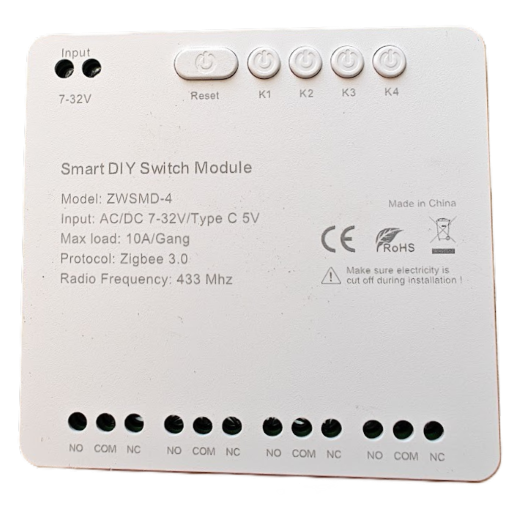 Input
7-32V
Reset K1 K2 K3 K4
Smart DIY Switch Module
Model: ZWSMD-4
Input: AC/DC 7-32V/Type C 5V
Max load: 10A/Gang
Protocol: Zigbee 3.0
Radio Frequency: 433 Mhz
Made in China
CE RoHS
Make sure electricity is
cut off during installation !
NO COM NC NO COM NC NO COM NC NO COM NC